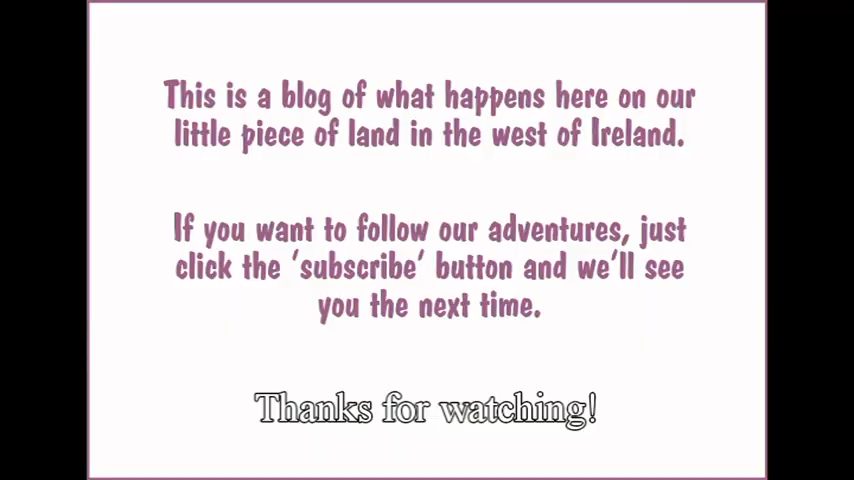 This is a blog of what happens here on our
little piece of land in the west of Ireland.
If you want to follow our adventures, just
click the ‘subscribe’ button and we’ll see
you the next time.
Thanks for watching!